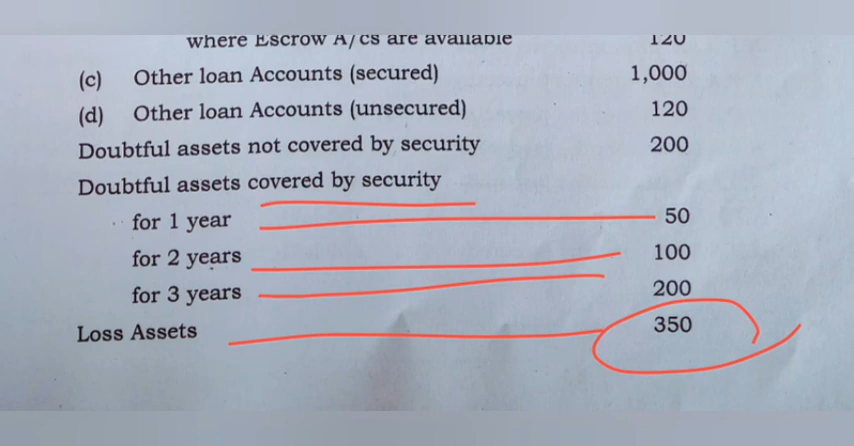 where Escrow A/cs are available 120
(c) Other loan Accounts (secured) 1,000
(d) Other loan Accounts (unsecured) 120
Doubtful assets not covered by security 200
Doubtful assets covered by security
for 1 year 50
for 2 years 100
for 3 years 200
Loss Assets 350